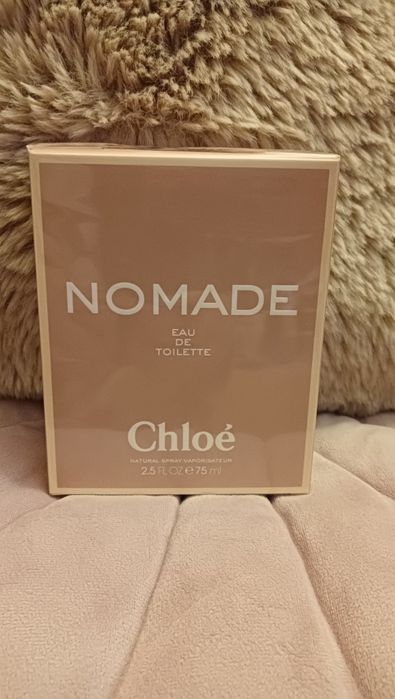 NOMADE
EAU
DE
TOILETTE
Chloé
NATURAL SPRAY VAPORISATEUR
2.5 FL OZ ℮ 75 ml